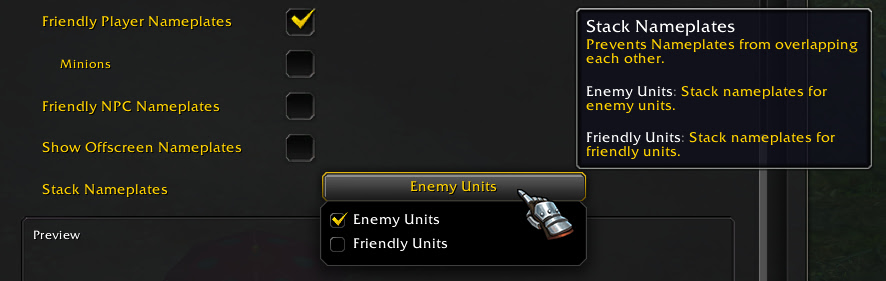 Friendly Player Nameplates
Minions
Friendly NPC Nameplates
Show Offscreen Nameplates
Stack Nameplates
Enemy Units
Enemy Units
Friendly Units
Preview
Stack Nameplates
Prevents Nameplates from overlapping
each other.
Enemy Units: Stack nameplates for
enemy units.
Friendly Units: Stack nameplates for
friendly units.